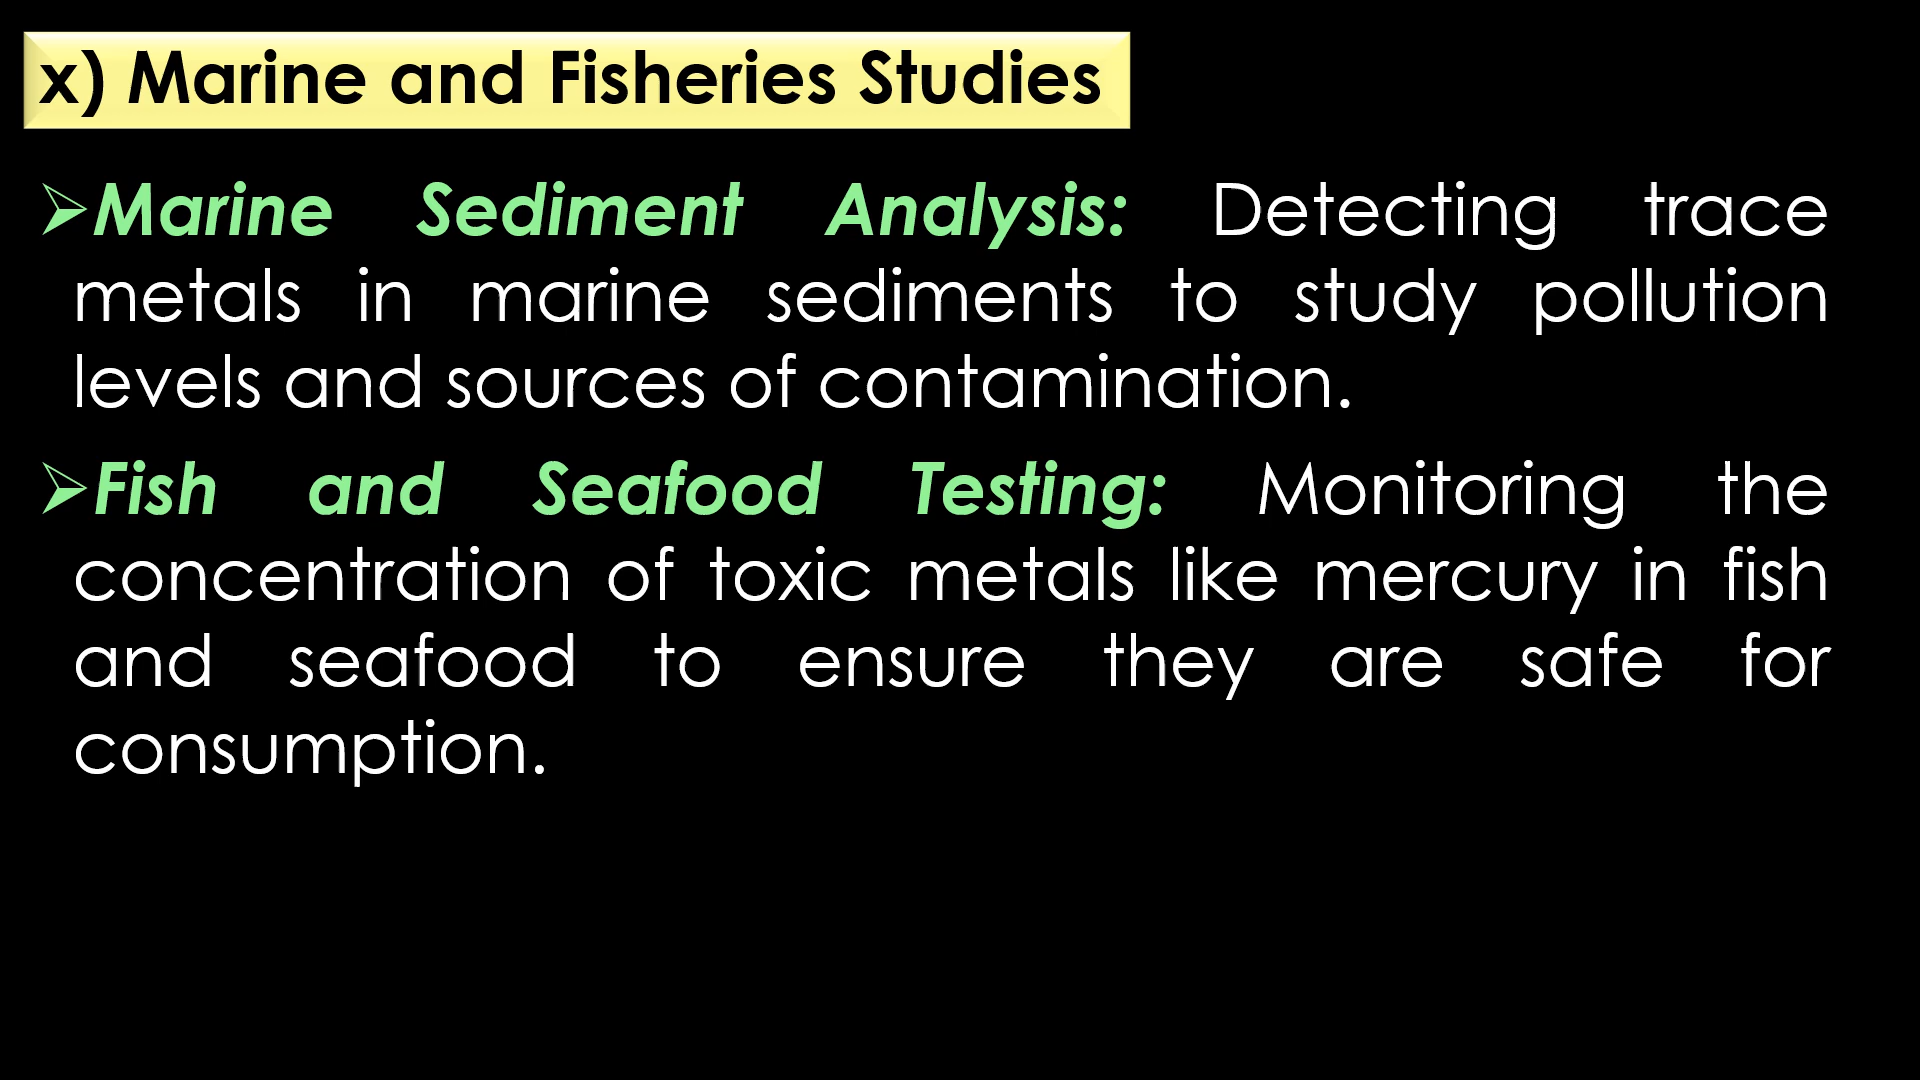 x) Marine and Fisheries Studies
➢Marine Sediment Analysis: Detecting trace
metals in marine sediments to study pollution
levels and sources of contamination.
➢Fish and Seafood Testing: Monitoring the
concentration of toxic metals like mercury in fish
and seafood to ensure they are safe for
consumption.